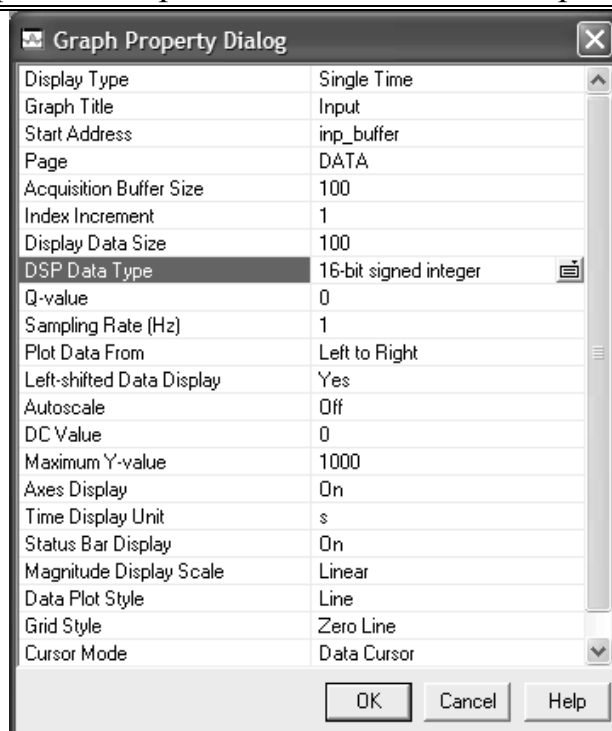 Graph Property Dialog
Display Type Single Time
Graph Title Input
Start Address inp_buffer
Page DATA
Acquisition Buffer Size 100
Index Increment 1
Display Data Size 100
DSP Data Type 16-bit signed integer
Q-value 0
Sampling Rate (Hz) 1
Plot Data From Left to Right
Left-shifted Data Display Yes
Autoscale Off
DC Value 0
Maximum Y-value 1000
Axes Display On
Time Display Unit s
Status Bar Display On
Magnitude Display Scale Linear
Data Plot Style Line
Grid Style Zero Line
Cursor Mode Data Cursor
OK Cancel Help